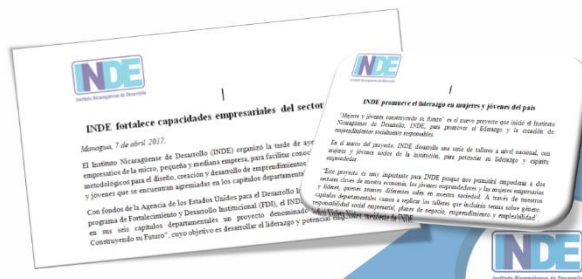 INDE
Instituto Nicaragüense de Desarrollo
INDE fortalece capacidades empresariales del sector
Managua, 7 de abril 2017.
El Instituto Nicaragüense de Desarrollo (INDE) organizó la tarde de
empresarios de la micro, pequeña y mediana empresa, para facilitar
metodológicos para el diseño, creación y desarrollo de emprendimientos
y jóvenes que se encuentran agremiadas en los capítulos
Con fondos de la Agencia de los Estados Unidos para el Desarrollo
programa de Fortalecimiento y Desarrollo Institucional (FDI), el
en sus seis capítulos departamentales un proyecto denominado
Construyendo su Futuro", cuyo objetivo es desarrollar el liderazgo y potencial
INDE
Instituto Nicaragüense de Desarrollo
INDE promueve el liderazgo en mujeres y jóvenes del país
"Mujeres y jóvenes construyendo su futuro" es el nuevo proyecto que inició el Instituto
Nicaragüense de Desarrollo, INDE, para promover el liderazgo y la creación de
emprendimientos socialmente responsables.
En el marco del proyecto, INDE desarrolla una serie de talleres a nivel nacional, con
mujeres y jóvenes socios de la institución, para potenciar su liderazgo y espíritu
emprendedor.
"Este proyecto es muy importante para INDE porque nos permitirá empoderar a dos
sectores claves de nuestra economía, los jóvenes emprendedores y las mujeres empresarias
y líderes, quienes asumen diferentes roles en nuestra sociedad. A través de nuestros
capítulos departamentales vamos a replicar los talleres que incluirán temas sobre género,
responsabilidad social empresarial, planes de negocio, emprendimiento y empleabilidad",
presidenta de INDE
INDE
Instituto Nicaragüense de Desarrollo